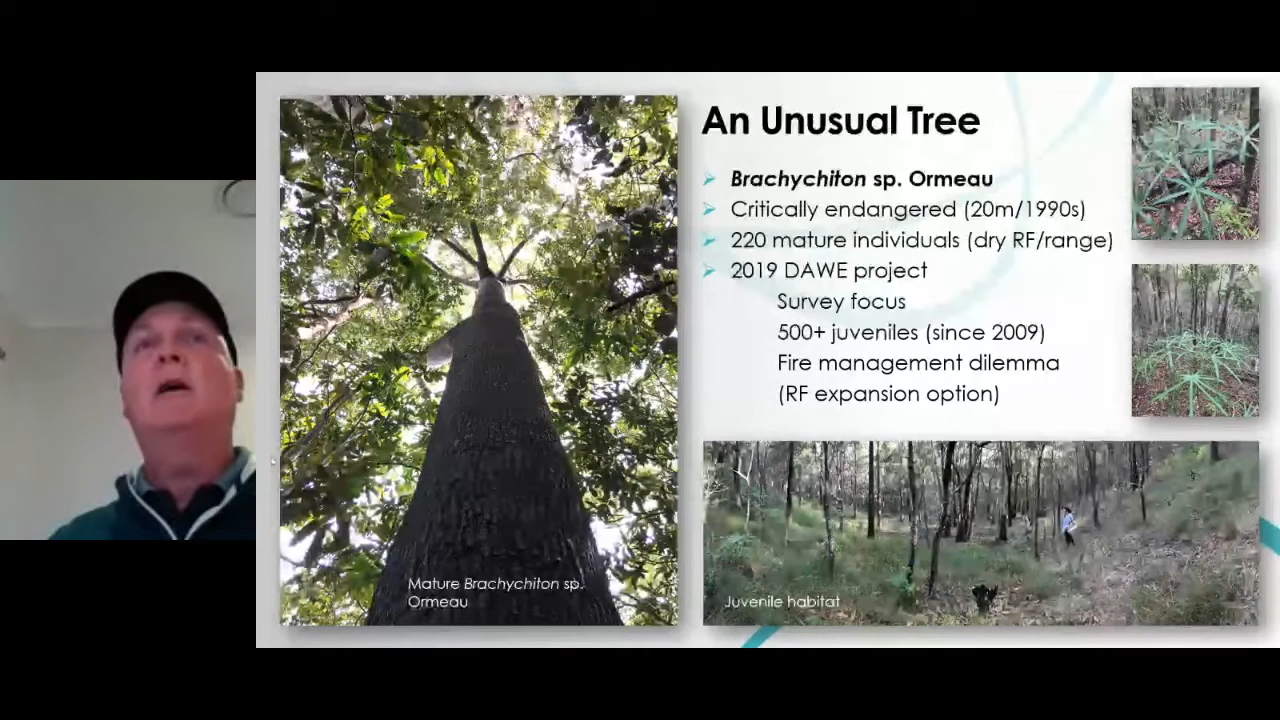 An Unusual Tree
Brachychiton sp. Ormeau
Critically endangered (20m/1990s)
220 mature individuals (dry RF/range)
2019 DAWE project
Survey focus
500+ juveniles (since 2009)
Fire management dilemma
(RF expansion option)
Mature Brachychiton sp.
Ormeau
Juvenile habitat